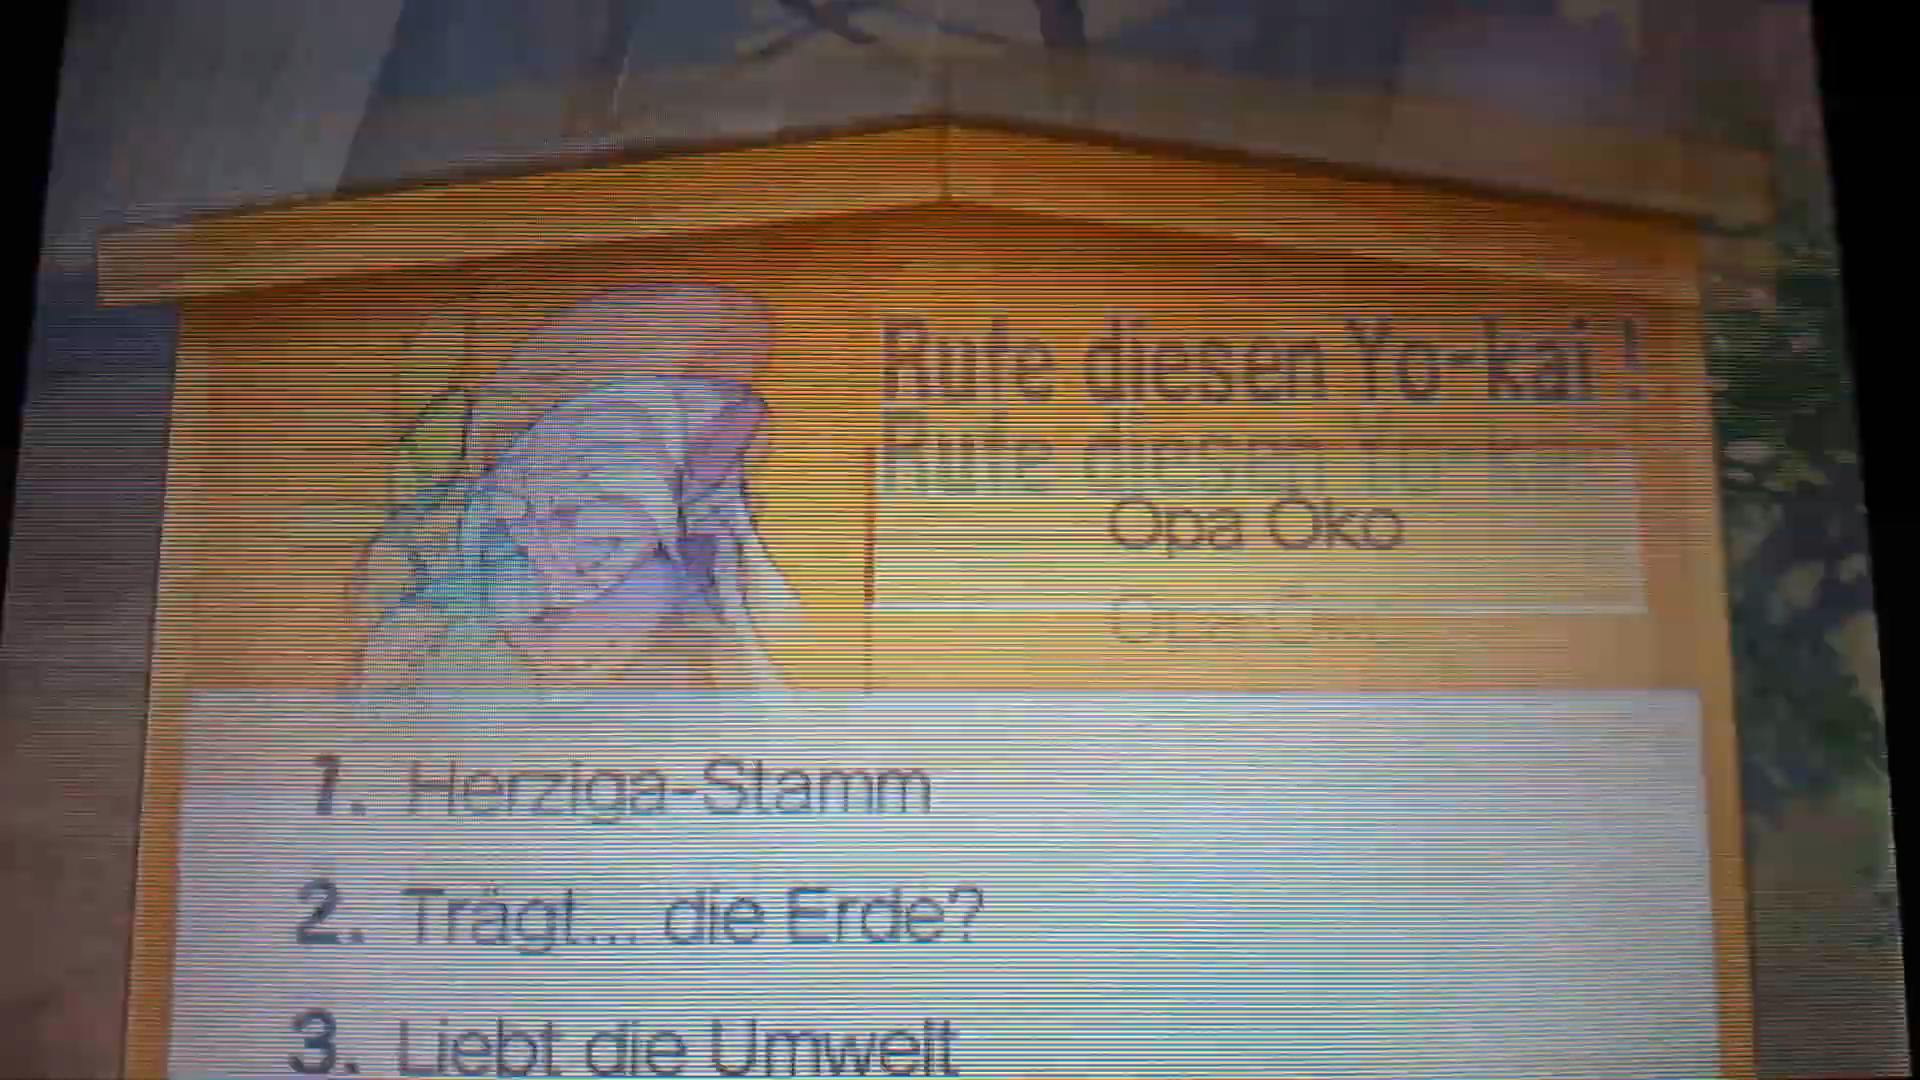 Rufe diesen Yo-kai !
Opa Öko
1. Herziga-Stamm
2. Trägt... die Erde?
3. Liebt die Umwelt